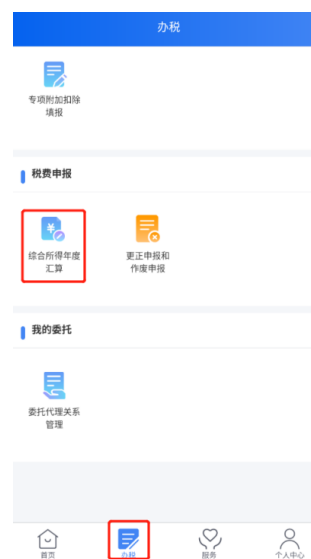 办税
专项附加扣除
填报
税费申报
综合所得年度
汇算
更正申报和
作废申报
我的委托
委托代理关系
管理
首页
办税
服务
个人中心